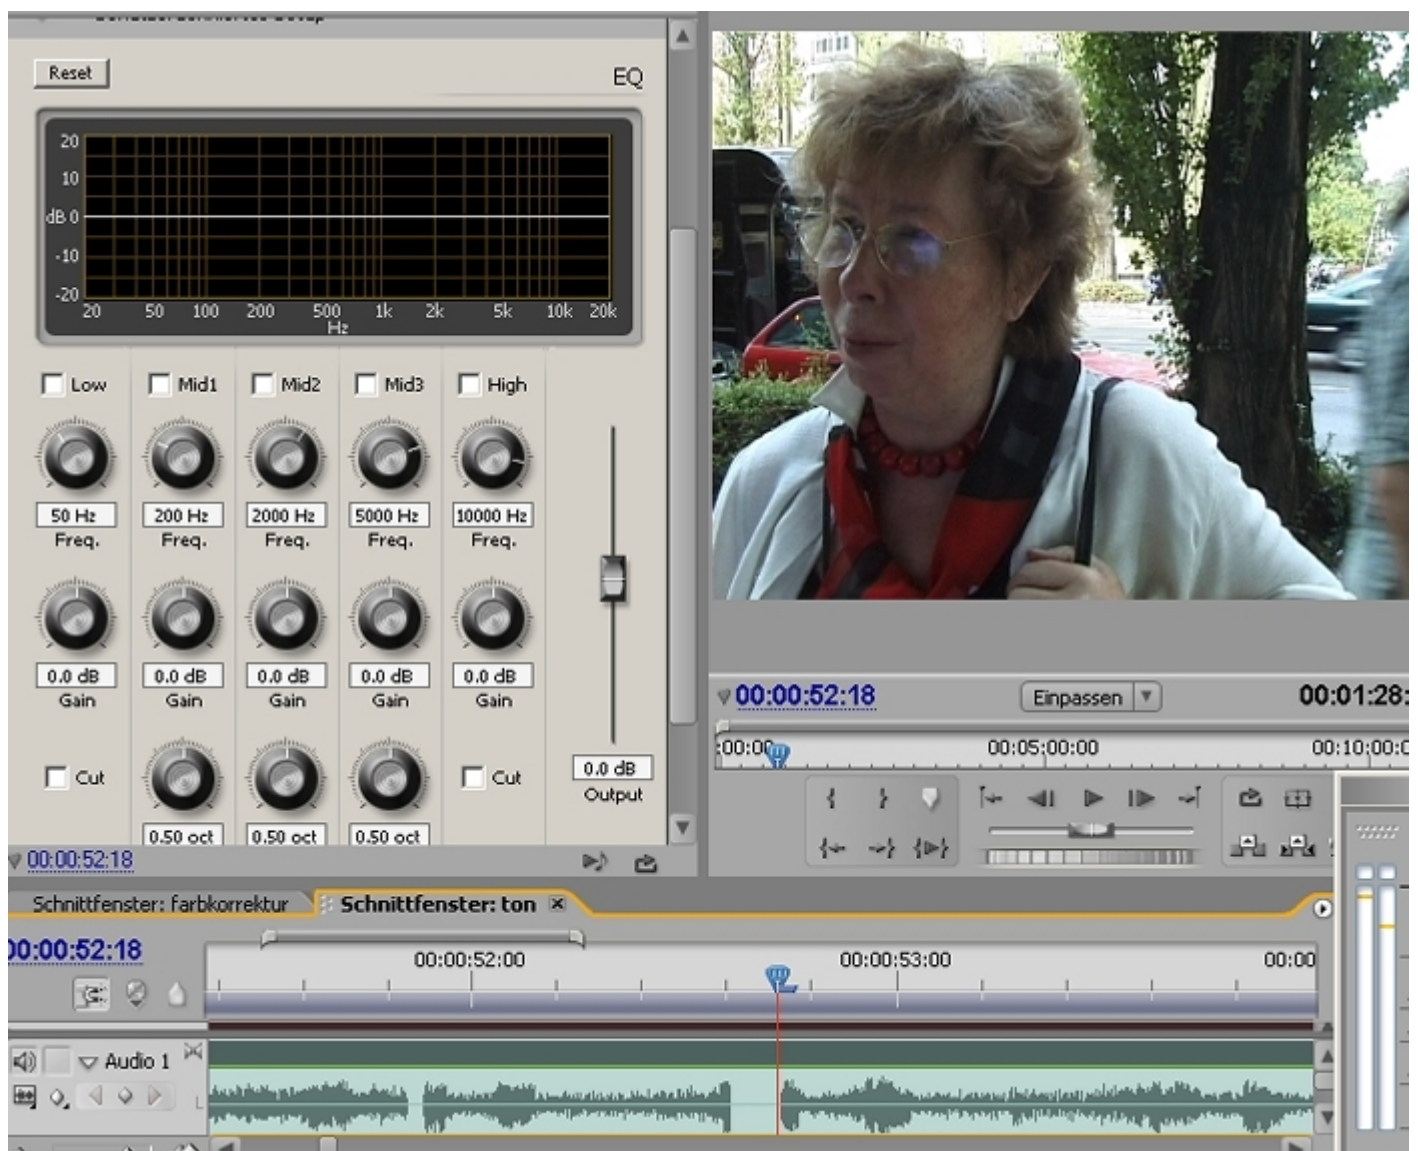 Reset
EQ
20
10
dB 0
-10
-20
20 50 100 200 500 1k 2k 5k 10k 20k
Hz
Low Mid1 Mid2 Mid3 High
50 Hz 200 Hz 2000 Hz 5000 Hz 10000 Hz
Freq. Freq. Freq. Freq. Freq.
0.0 dB 0.0 dB 0.0 dB 0.0 dB 0.0 dB
Gain Gain Gain Gain Gain
Cut Cut
0.0 dB
Output
0.50 oct 0.50 oct 0.50 oct
00:00:52:18
00:00:52:18 Einpassen 00:01:28:
:00:00 00:05:00:00 00:10:00:0
Schnittfenster: farbkorrektur Schnittfenster: ton
00:00:52:18
00:00:52:00 00:00:53:00 00:00
Audio 1
L